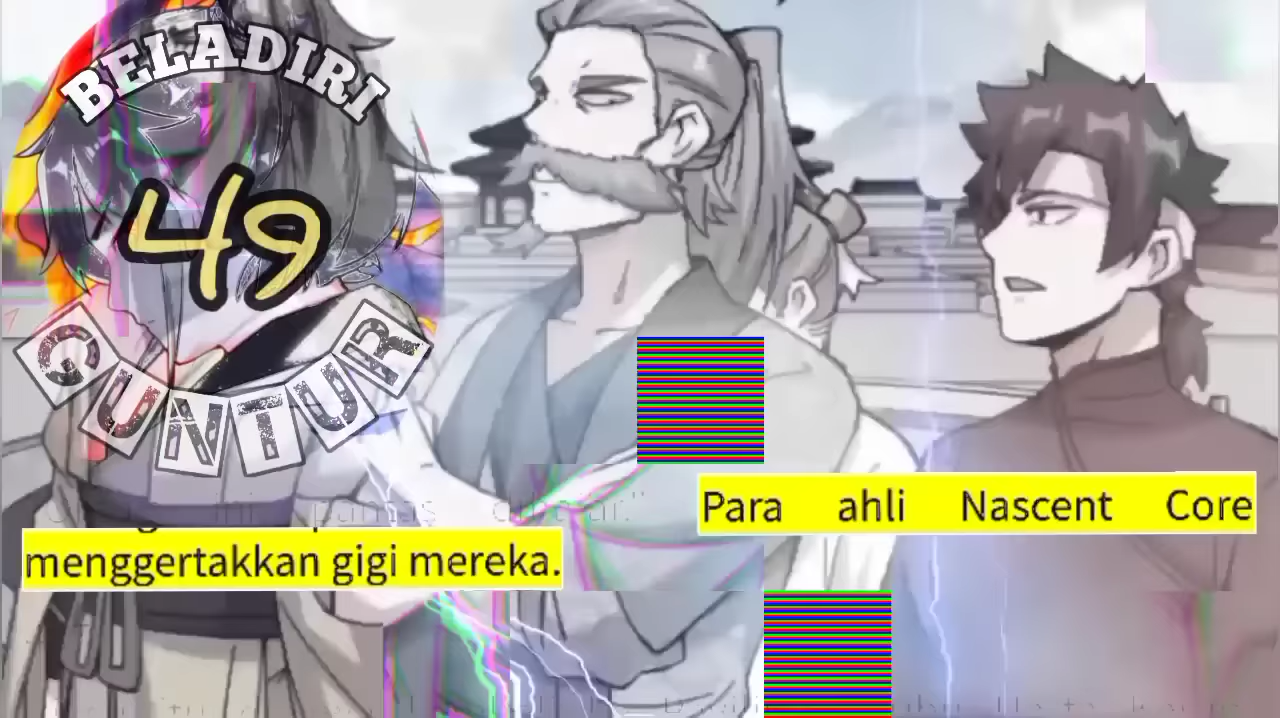 BELADIRI
49
GUNTUR
Para ahli Nascent Core
menggertakkan gigi mereka.